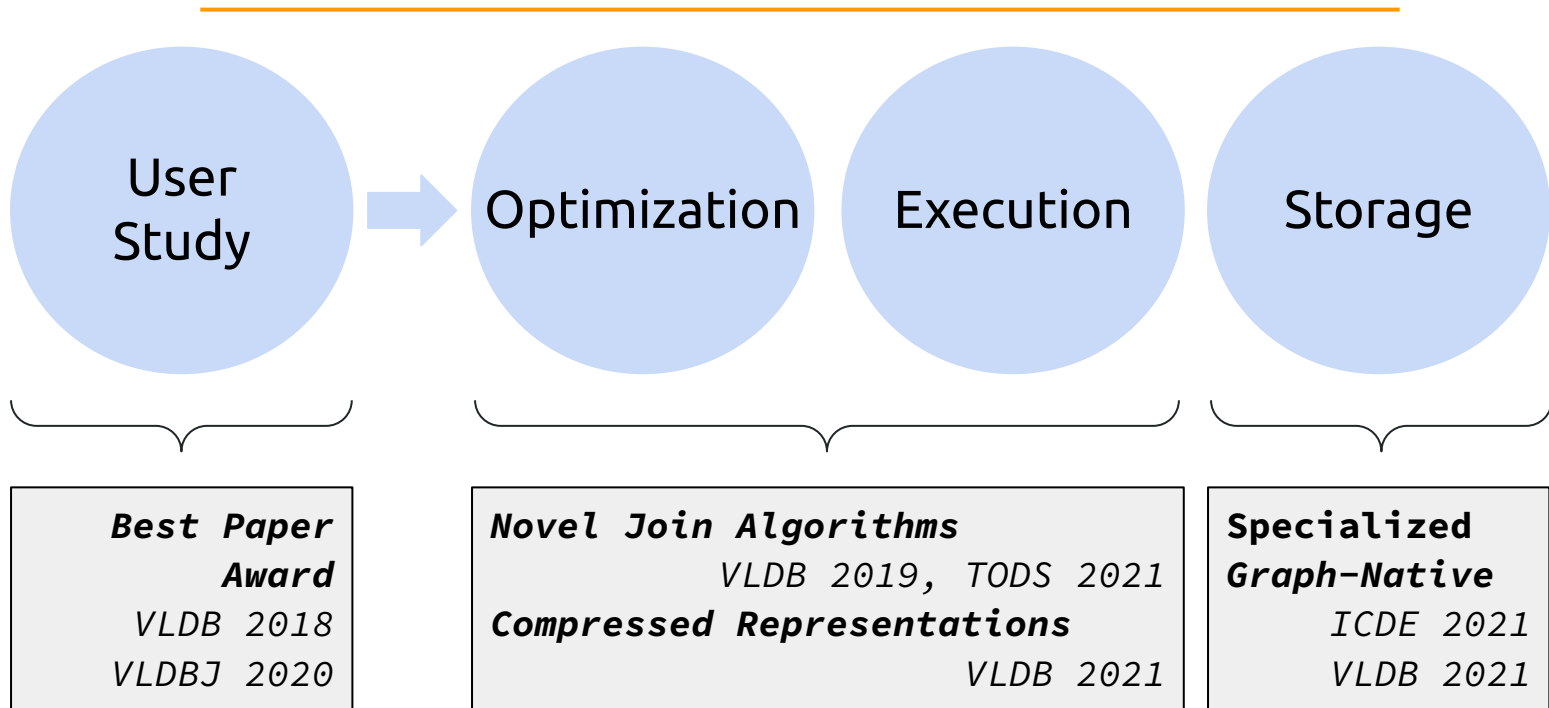 User
Study
Optimization
Execution
Storage
Best Paper
Award
VLDB 2018
VLDBJ 2020
Novel Join Algorithms
VLDB 2019, TODS 2021
Compressed Representations
VLDB 2021
Specialized
Graph-Native
ICDE 2021
VLDB 2021